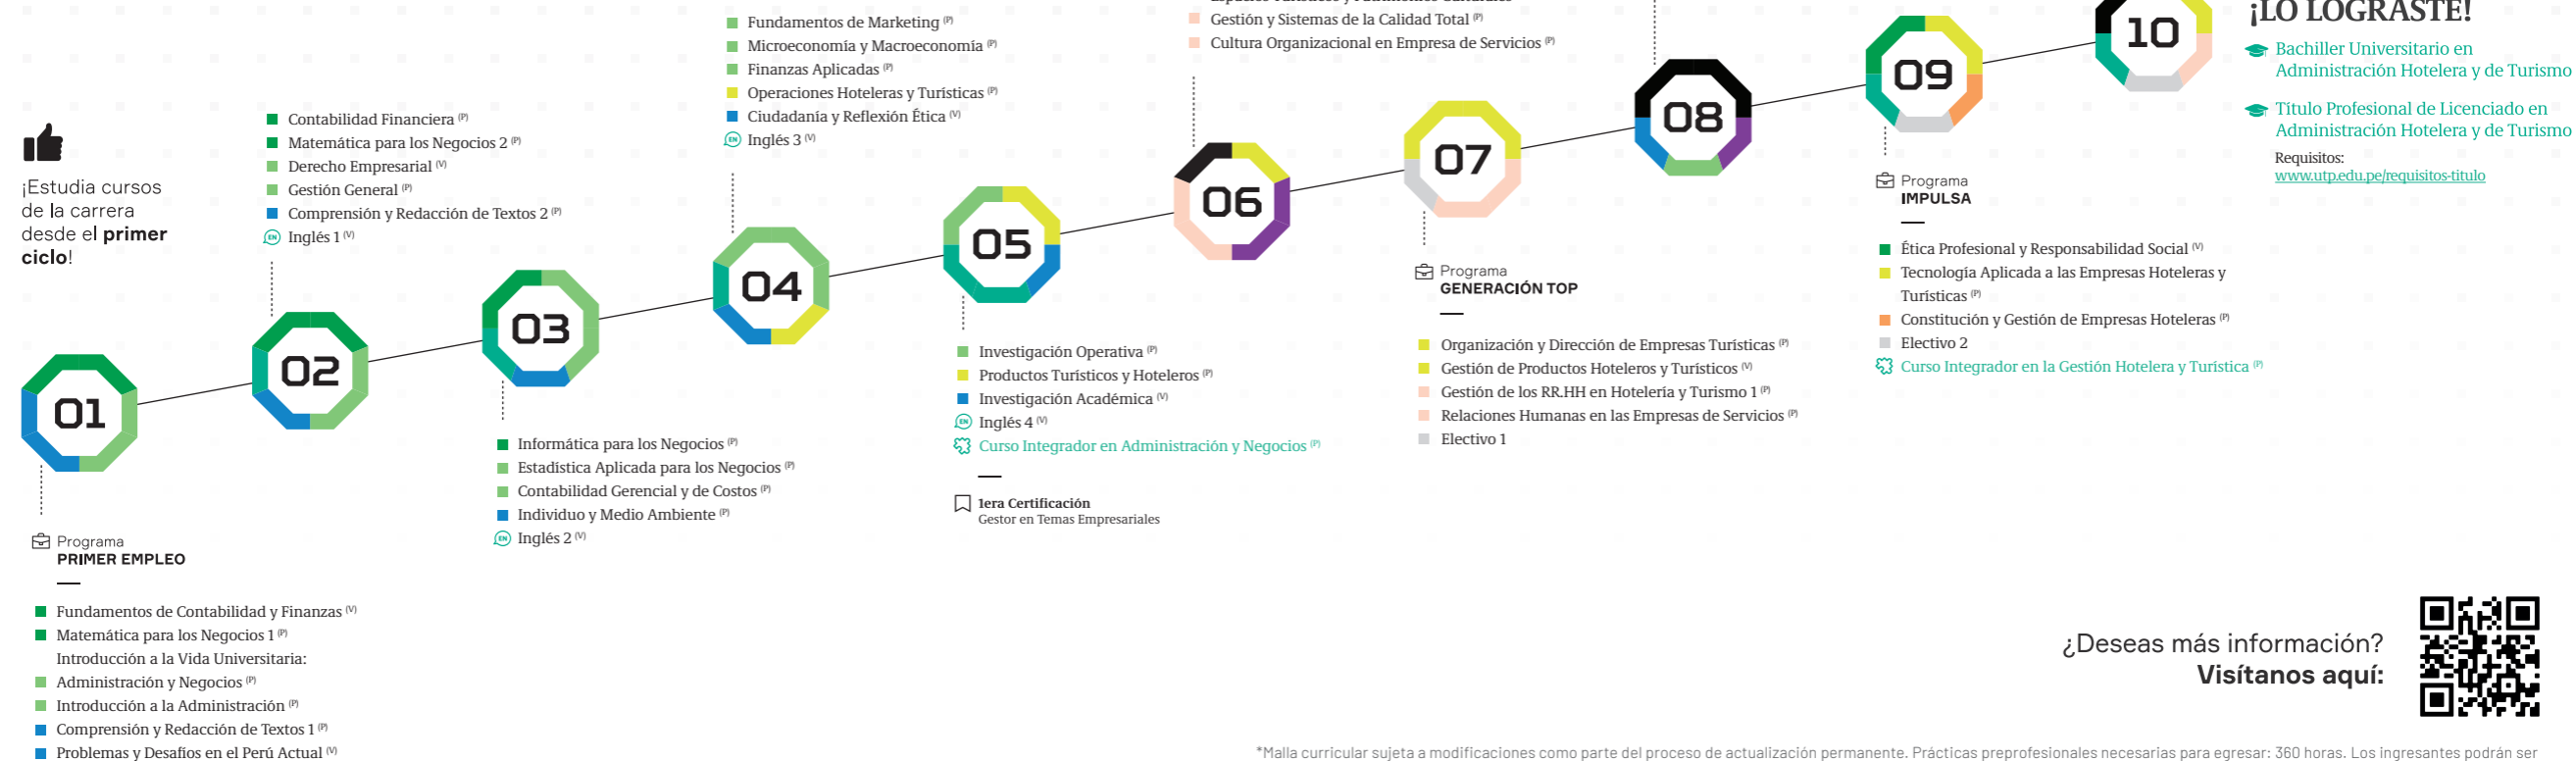 ¡Estudia cursos
de la carrera
desde el primer
ciclo!
01
Programa
PRIMER EMPLEO
Fundamentos de Contabilidad y Finanzas (V)
Matemática para los Negocios 1 (P)
Introducción a la Vida Universitaria:
Administración y Negocios (P)
Introducción a la Administración (P)
Comprensión y Redacción de Textos 1 (P)
Problemas y Desafíos en el Perú Actual (V)
Contabilidad Financiera (P)
Matemática para los Negocios 2 (P)
Derecho Empresarial (V)
Gestión General (P)
Comprensión y Redacción de Textos 2 (P)
EN Inglés 1 (V)
02
03
Informática para los Negocios (P)
Estadística Aplicada para los Negocios (P)
Contabilidad Gerencial y de Costos (P)
Individuo y Medio Ambiente (P)
EN Inglés 2 (V)
Fundamentos de Marketing (P)
Microeconomía y Macroeconomía (P)
Finanzas Aplicadas (P)
Operaciones Hoteleras y Turísticas (P)
Ciudadanía y Reflexión Ética (V)
EN Inglés 3 (V)
04
05
Investigación Operativa (P)
Productos Turísticos y Hoteleros (P)
Investigación Académica (V)
EN Inglés 4 (V)
Curso Integrador en Administración y Negocios (P)
1era Certificación
Gestor en Temas Empresariales
Gestión y Sistemas de la Calidad Total (P)
Cultura Organizacional en Empresa de Servicios (P)
06
07
Programa
GENERACIÓN TOP
Organización y Dirección de Empresas Turísticas (P)
Gestión de Productos Hoteleros y Turísticos (V)
Gestión de los RR.HH en Hotelería y Turismo 1 (P)
Relaciones Humanas en las Empresas de Servicios (P)
Electivo 1
08
09
Programa
IMPULSA
Ética Profesional y Responsabilidad Social (V)
Tecnología Aplicada a las Empresas Hoteleras y
Turísticas (P)
Constitución y Gestión de Empresas Hoteleras (P)
Electivo 2
Curso Integrador en la Gestión Hotelera y Turística (P)
10
¡LO LOGRASTE!
Bachiller Universitario en
Administración Hotelera y de Turismo
Título Profesional de Licenciado en
Administración Hotelera y de Turismo
Requisitos:
www.utp.edu.pe/requisitos-titulo
¿Deseas más información?
Visítanos aquí:
*Malla curricular sujeta a modificaciones como parte del proceso de actualización permanente. Prácticas preprofesionales necesarias para egresar: 360 horas. Los ingresantes podrán ser